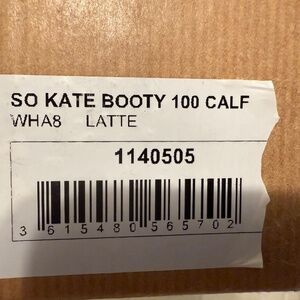 SO KATE BOOTY 100 CALF
WHA8 LATTE
1140505
3 615480 565702